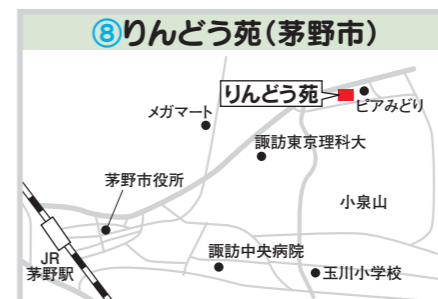 ⑧りんどう苑（茅野市）
りんどう苑
ピアみどり
メガマート
諏訪東京理科大
茅野市役所
小泉山
諏訪中央病院
JR
茅野駅
玉川小学校